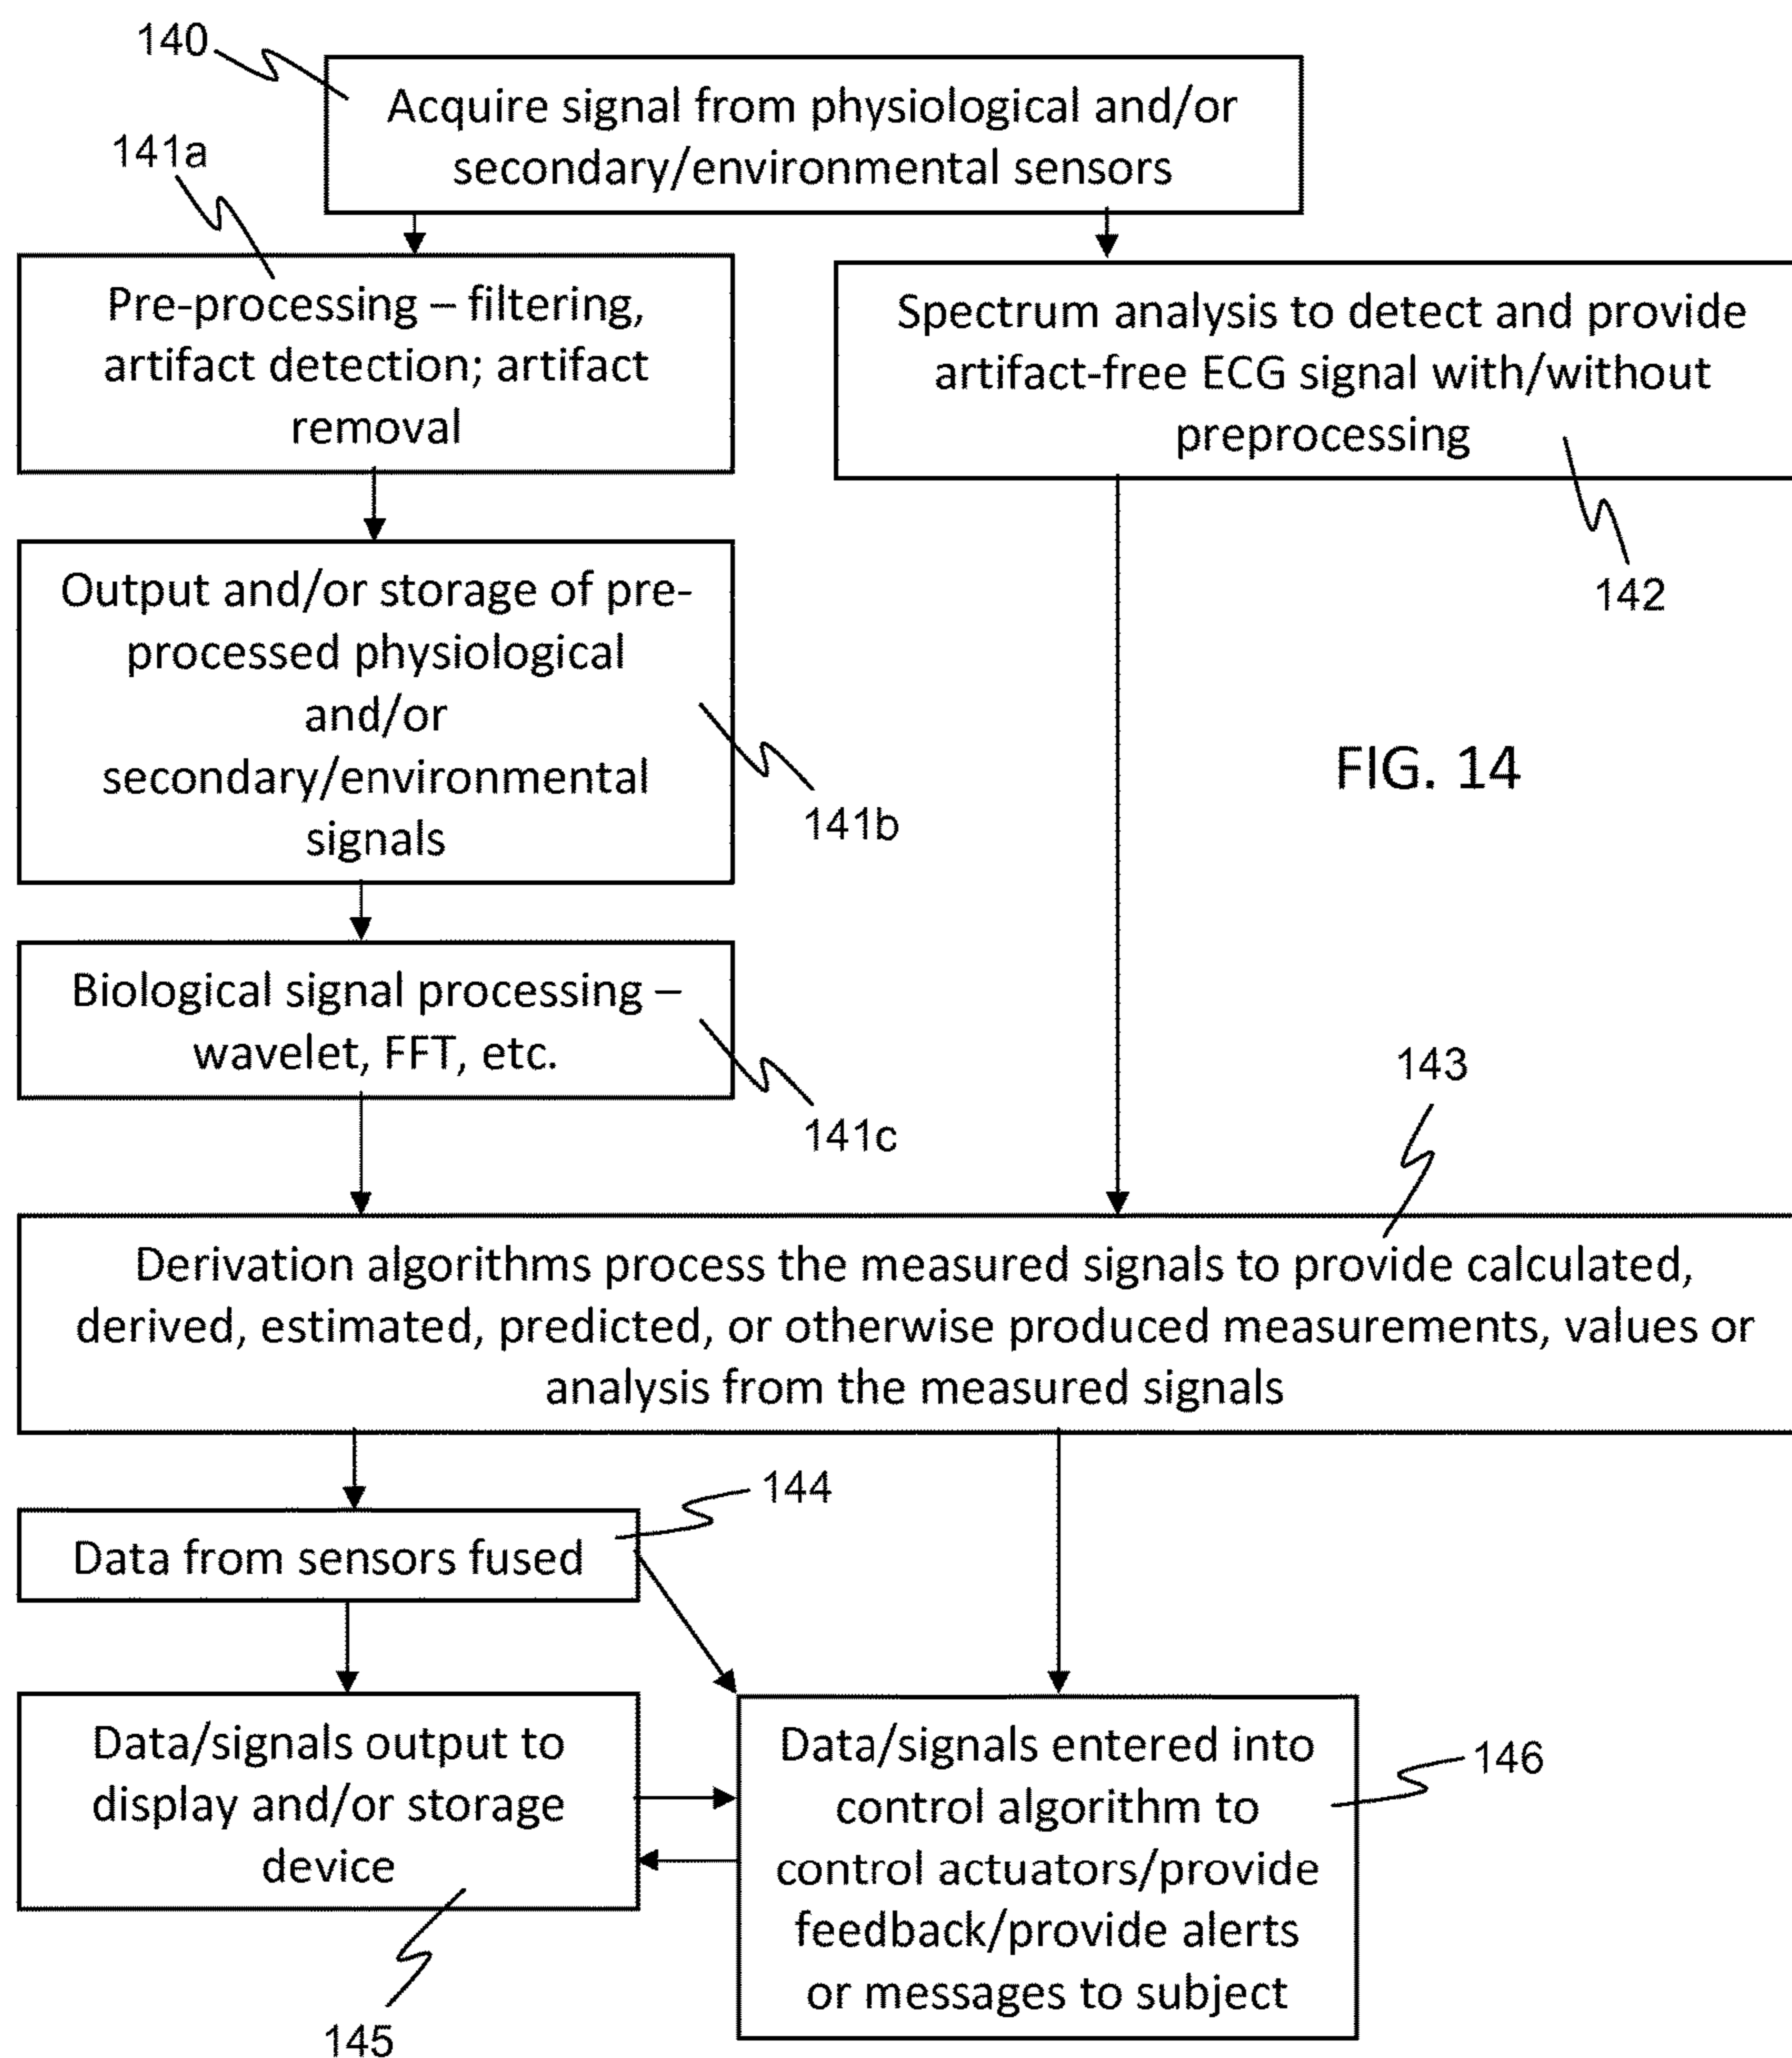 140
Acquire signal from physiological and/or
secondary/environmental sensors
141a
Pre-processing – filtering,
artifact detection; artifact
removal
Spectrum analysis to detect and provide
artifact-free ECG signal with/without
preprocessing
142
Output and/or storage of pre-
processed physiological
and/or
secondary/environmental
signals
141b
FIG. 14
Biological signal processing –
wavelet, FFT, etc.
141c
143
Derivation algorithms process the measured signals to provide calculated,
derived, estimated, predicted, or otherwise produced measurements, values or
analysis from the measured signals
144
Data from sensors fused
Data/signals output to
display and/or storage
device
145
Data/signals entered into
control algorithm to
control actuators/provide
feedback/provide alerts
or messages to subject
146